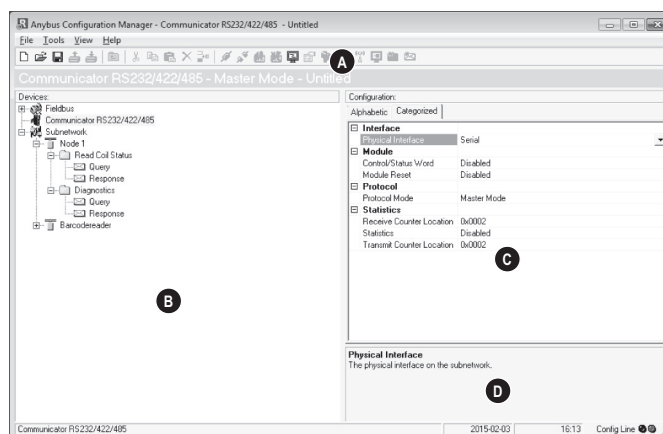 Anybus Configuration Manager - Communicator RS232/422/485 - Untitled
File Tools View Help
A
Communicator RS232/422/485 - Master Mode - Untitled
Devices:
Fieldbus
Communicator RS232/422/485
Subnetwork
Node 1
Read Coil Status
Query
Response
Diagnostics
Query
Response
Barcodereader
B
Configuration:
Alphabetic Categorized
Interface
Physical Interface Serial
Module
Control/Status Word Disabled
Module Reset Disabled
Protocol
Protocol Mode Master Mode
Statistics
Receive Counter Location 0x0002
Statistics Disabled
Transmit Counter Location 0x0002
C
Physical Interface
The physical interface on the subnetwork.
D
Communicator RS232/422/485 2015-02-03 16:13 Config Line